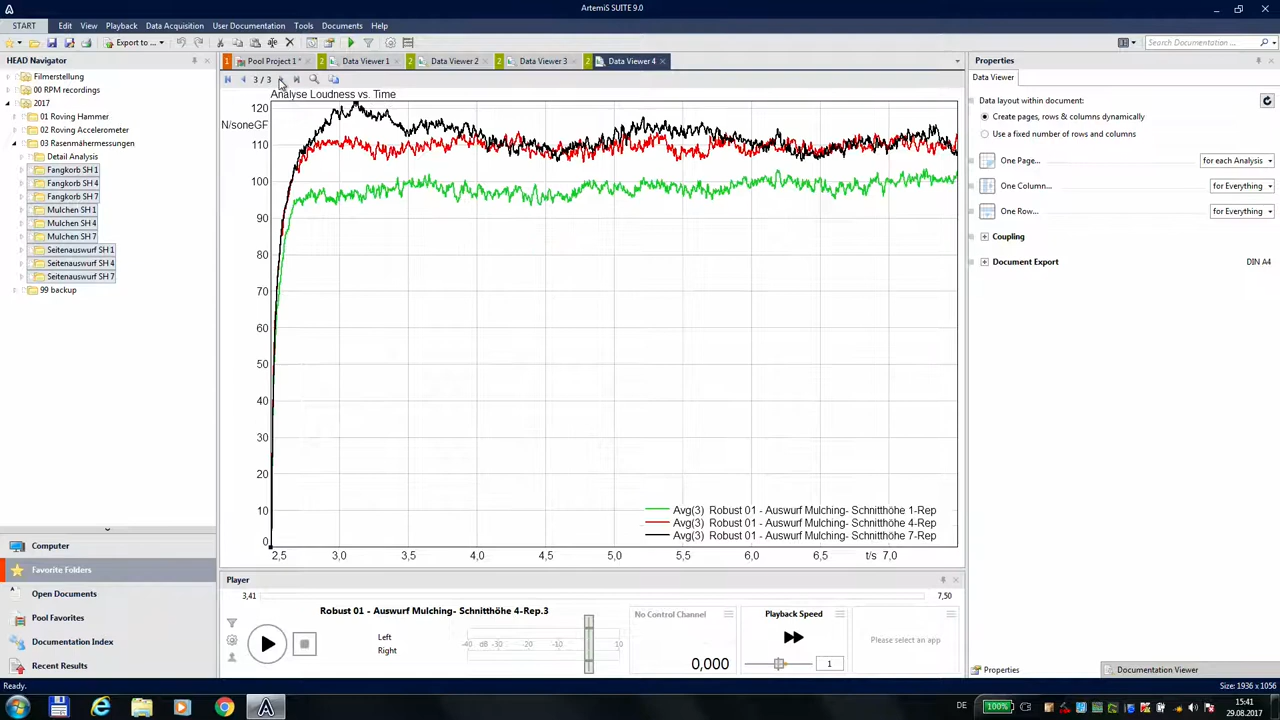 ArtemiS SUITE 9.0
START Edit View Playback Data Acquisition User Documentation Tools Documents Help
Export to ...
Search Documentation...
HEAD Navigator
1 Pool Project 1 * 2 Data Viewer 1 2 Data Viewer 2 2 Data Viewer 3 2 Data Viewer 4
Properties
Filmerstellung
00 RPM recordings
2017
01 Roving Hammer
02 Roving Accelerometer
03 Rasenmähermessungen
Detail Analysis
Fangkorb SH 1
Fangkorb SH 4
Fangkorb SH 7
Mulchen SH 1
Mulchen SH 4
Mulchen SH 7
Seitenauswurf SH 1
Seitenauswurf SH 4
Seitenauswurf SH 7
99 backup
Computer
Favorite Folders
Open Documents
Pool Favorites
Documentation Index
Recent Results
3 / 3
Analyse Loudness vs. Time
120
N/soneGF
110
100
90
80
70
60
50
40
30
20
10
0
2,5 3,0 3,5 4,0 4,5 5,0 5,5 6,0 6,5 t/s 7,0
Avg(3) Robust 01 - Auswurf Mulching- Schnitthöhe 1-Rep
Avg(3) Robust 01 - Auswurf Mulching- Schnitthöhe 4-Rep
Avg(3) Robust 01 - Auswurf Mulching- Schnitthöhe 7-Rep
Player
3,41 7,50
Robust 01 - Auswurf Mulching- Schnitthöhe 4-Rep.3
Left
Right
-40 dB -30 -20 -10 0 10
No Control Channel
0,000
Playback Speed
1
Please select an app
Data Viewer
Data layout within document:
Create pages, rows & columns dynamically
Use a fixed number of rows and columns
One Page... for each Analysis
One Column... for Everything
One Row... for Everything
Coupling
Document Export DIN A4
Properties Documentation Viewer
Ready. Size: 1936 x 1056
DE 100% 15:41
29.08.2017